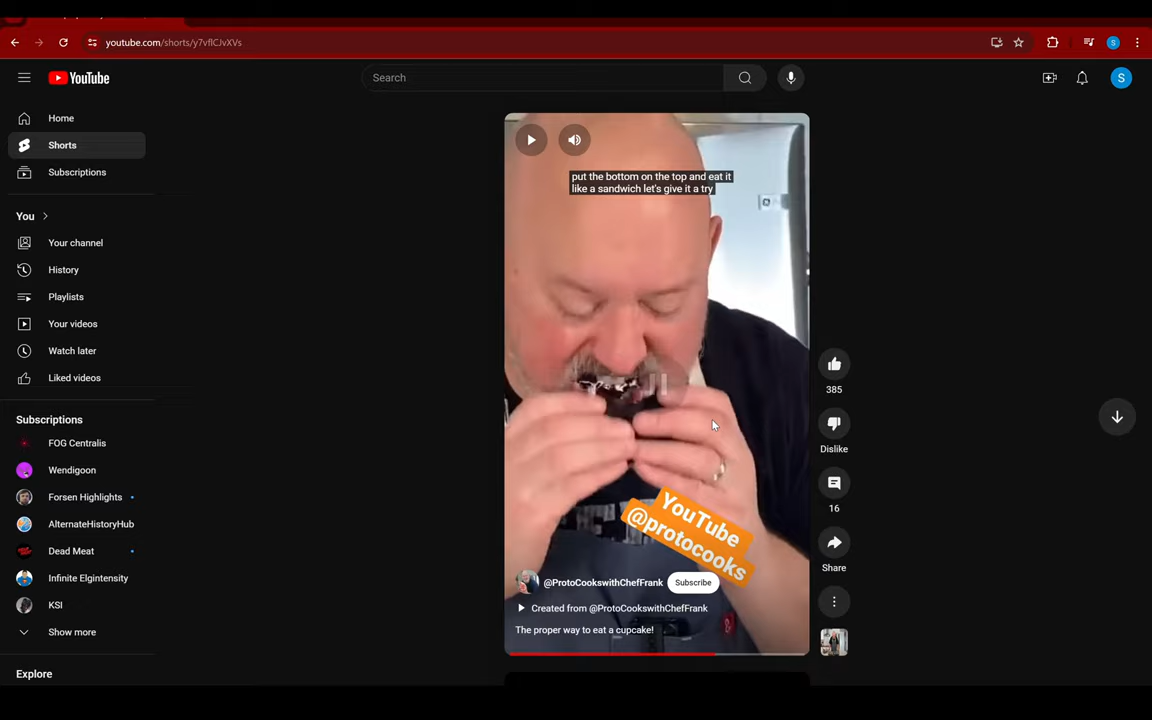 youtube.com/shorts/y7vflCJvXVs
S
YouTube
Search
S
Home
Shorts
Subscriptions
You
Your channel
History
Playlists
Your videos
Watch later
Liked videos
Subscriptions
FOG Centralis
Wendigoon
Forsen Highlights
AlternateHistoryHub
Dead Meat
Infinite Elgintensity
KSI
Show more
Explore
put the bottom on the top and eat it
like a sandwich let's give it a try
YouTube
@protocooks
@ProtoCookswithChefFrank
Subscribe
Created from @ProtoCookswithChefFrank
The proper way to eat a cupcake!
385
Dislike
16
Share